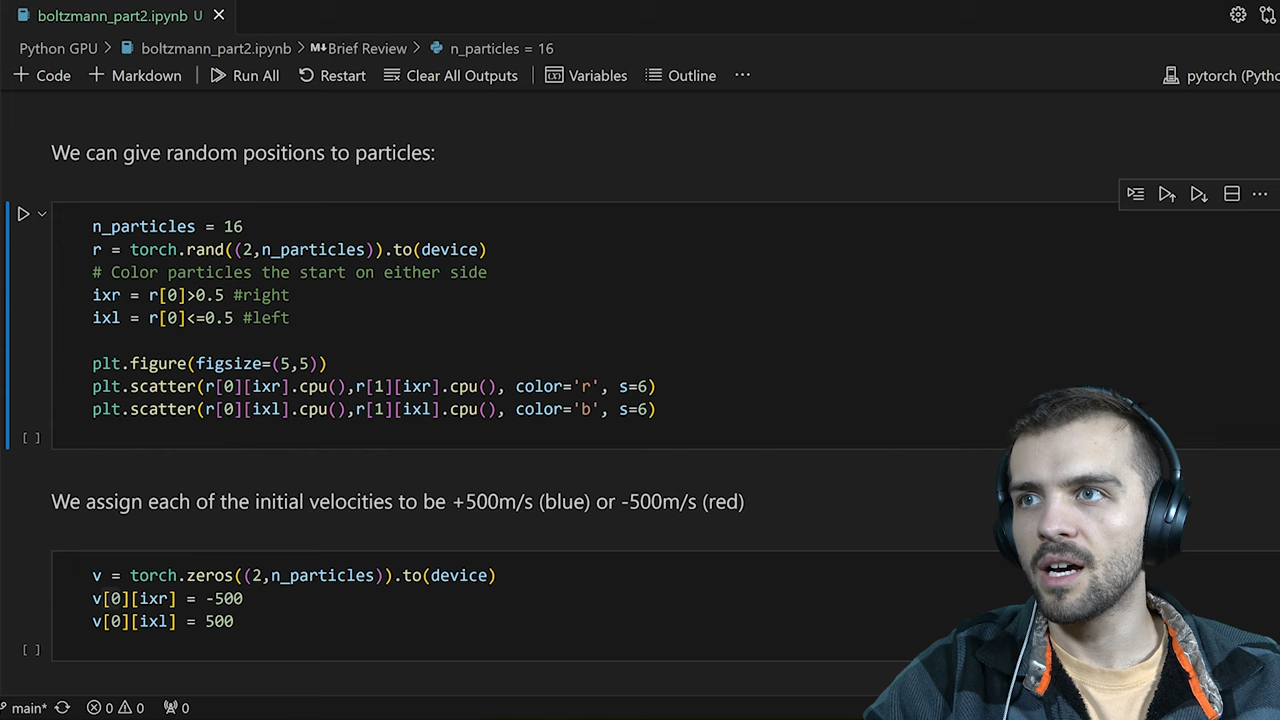 boltzmann_part2.ipynb U
Python GPU > boltzmann_part2.ipynb > M↓Brief Review > n_particles = 16
+ Code + Markdown Run All Restart Clear All Outputs Variables Outline ··· pytorch (Pytho
We can give random positions to particles:
n_particles = 16
r = torch.rand((2,n_particles)).to(device)
# Color particles the start on either side
ixr = r[0]>0.5 #right
ixl = r[0]<=0.5 #left
plt.figure(figsize=(5,5))
plt.scatter(r[0][ixr].cpu(),r[1][ixr].cpu(), color='r', s=6)
plt.scatter(r[0][ixl].cpu(),r[1][ixl].cpu(), color='b', s=6)
[ ]
We assign each of the initial velocities to be +500m/s (blue) or -500m/s (red)
v = torch.zeros((2,n_particles)).to(device)
v[0][ixr] = -500
v[0][ixl] = 500
[ ]
main* 0 0 0